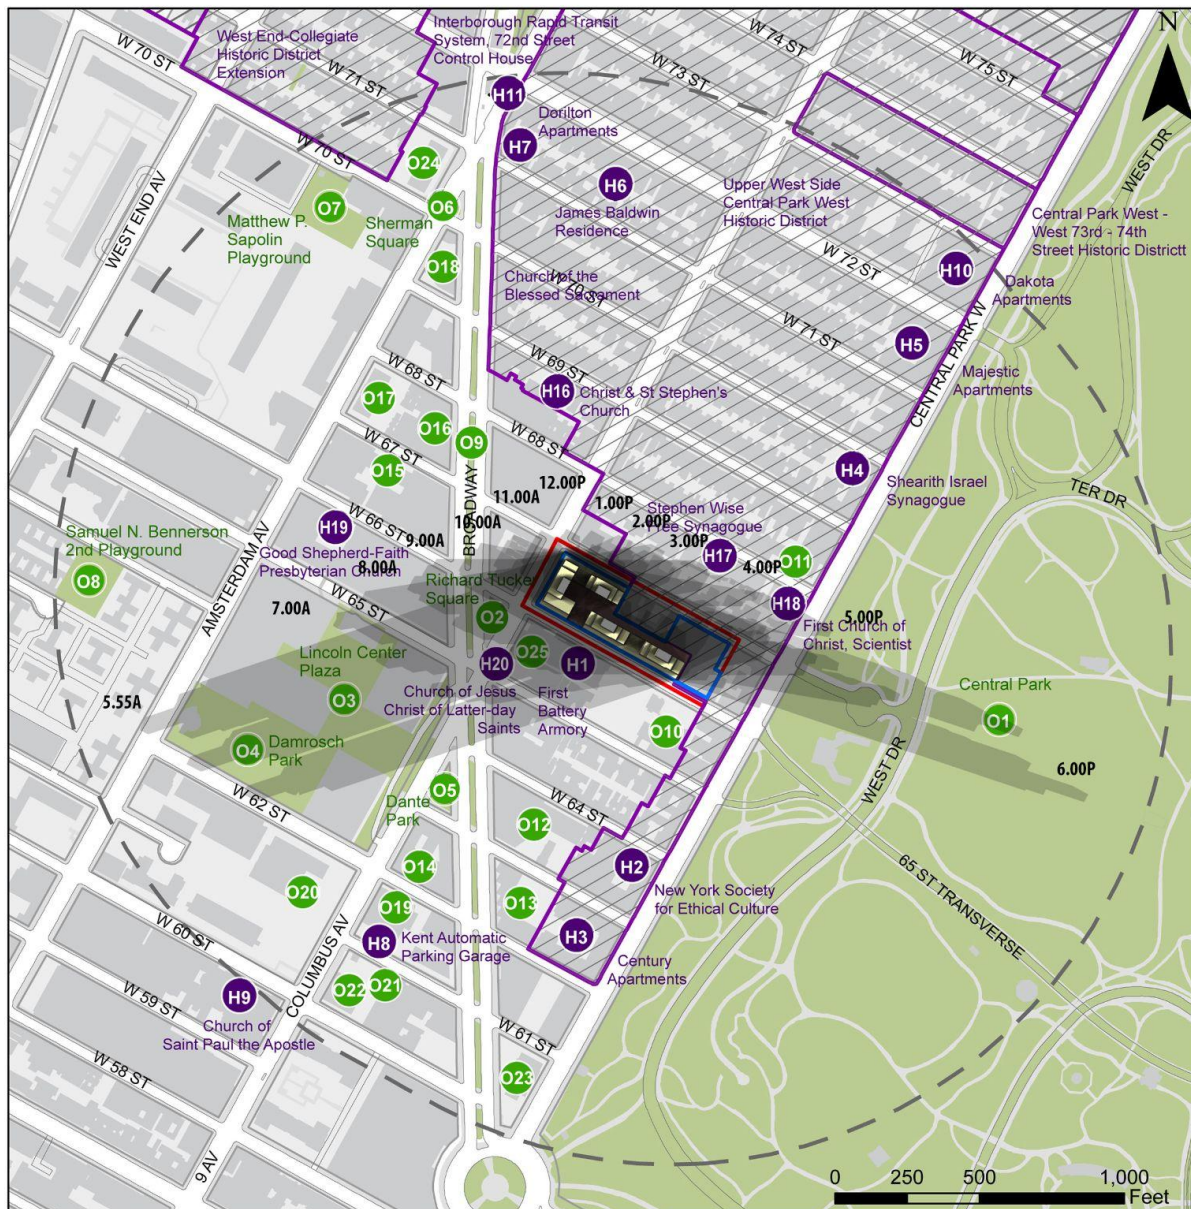 N
W 70 ST
West End-Collegiate
Historic District
Extension
W 71 ST
Interborough Rapid Transit
System, 72nd Street
Control House
W 74 ST
W 73 ST
W 75 ST
H11
Dorilton
Apartments
H7
WEST DR
W 70 ST
O24
O7
O6
H6
James Baldwin
Residence
Upper West Side
Central Park West
Historic District
Matthew P.
Sapolin
Playground
Sherman
Square
WEST END AV
Central Park West -
West 73rd - 74th
Street Historic Districtt
O18
W 72 ST
H10
Dakota
Apartments
Church of the
Blessed Sacrament
W 70 ST
W 71 ST
H5
CENTRAL PARK W
Majestic
Apartments
W 68 ST
W 69 ST
H16
Christ & St Stephen's
Church
O17
O16
O9
W 67 ST
W 68 ST
O15
BROADWAY
H4
Shearith Israel
Synagogue
TER DR
12.00P
11.00A
1.00P
10.00A
2.00P
Stephen Wise
Free Synagogue
3.00P
W 66 ST
9.00A
H19
Good Shepherd-Faith
Presbyterian Church
8.00A
Samuel N. Bennerson
2nd Playground
O8
AMSTERDAM AV
H17
O11
4.00P
Richard Tucker
Square
O2
H18
5.00P
First Church of
Christ, Scientist
7.00A
W 65 ST
Lincoln Center
Plaza
O3
O25
H20
H1
Church of Jesus
Christ of Latter-day
Saints
First
Battery
Armory
5.55A
Central Park
O1
O10
O4
Damrosch
Park
WEST DR
6.00P
W 62 ST
Dante
Park
O5
W 64 ST
O12
O14
H2
New York Society
for Ethical Culture
65 ST TRANSVERSE
O20
O19
O13
H8
Kent Automatic
Parking Garage
H3
Century
Apartments
W 60 ST
COLUMBUS AV
O22
O21
H9
Church of
Saint Paul the Apostle
W 59 ST
W 61 ST
W 58 ST
O23
9 AV
0 250 500 1,000
Feet